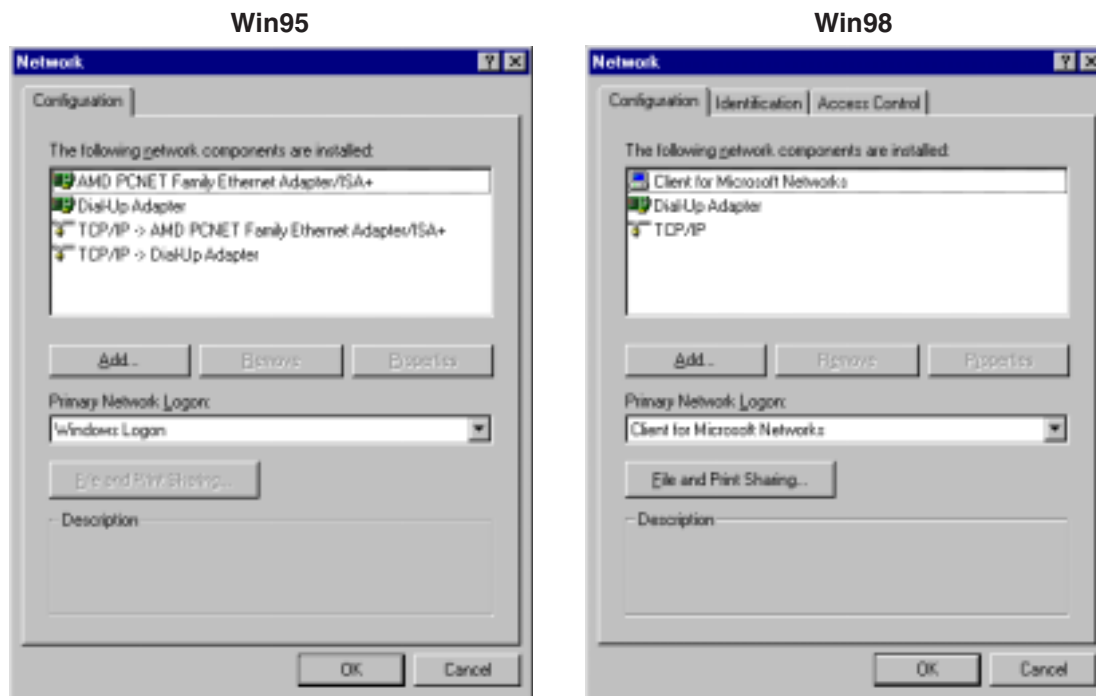 Win95
Network
Configuration
The following network components are installed:
AMD PCNET Family Ethernet Adapter/ISA+
Dial-Up Adapter
TCP/IP -> AMD PCNET Family Ethernet Adapter/ISA+
TCP/IP -> Dial-Up Adapter
Add...
Remove
Properties
Primary Network Logon:
Windows Logon
File and Print Sharing...
Description
OK
Cancel
Win98
Network
Configuration
Identification
Access Control
The following network components are installed:
Client for Microsoft Networks
Dial-Up Adapter
TCP/IP
Add...
Remove
Properties
Primary Network Logon:
Client for Microsoft Networks
File and Print Sharing...
Description
OK
Cancel